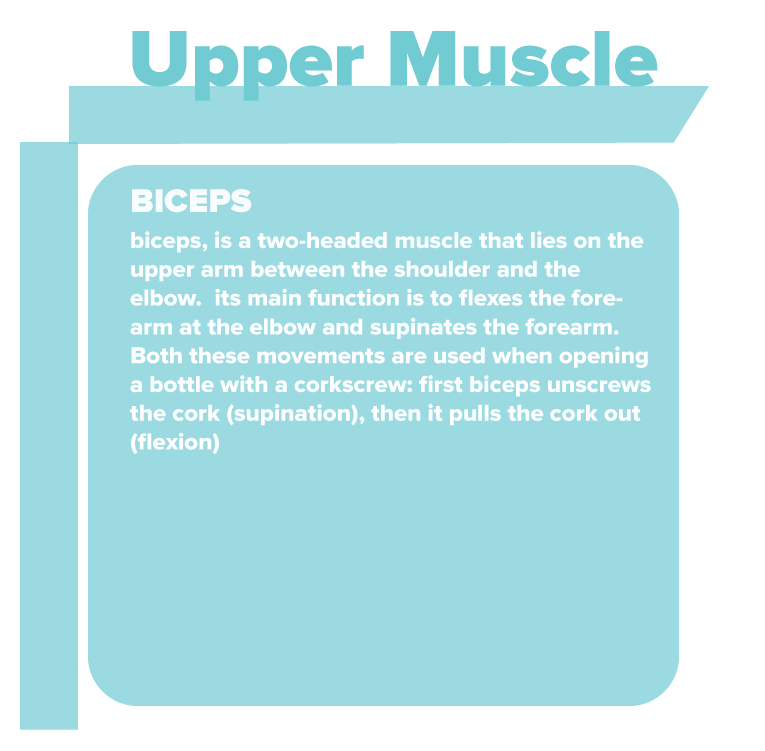 Upper Muscle
BICEPS
biceps, is a two-headed muscle that lies on the
upper arm between the shoulder and the
elbow.  its main function is to flexes the fore-
arm at the elbow and supinates the forearm.
Both these movements are used when opening
a bottle with a corkscrew: first biceps unscrews
the cork (supination), then it pulls the cork out
(flexion)